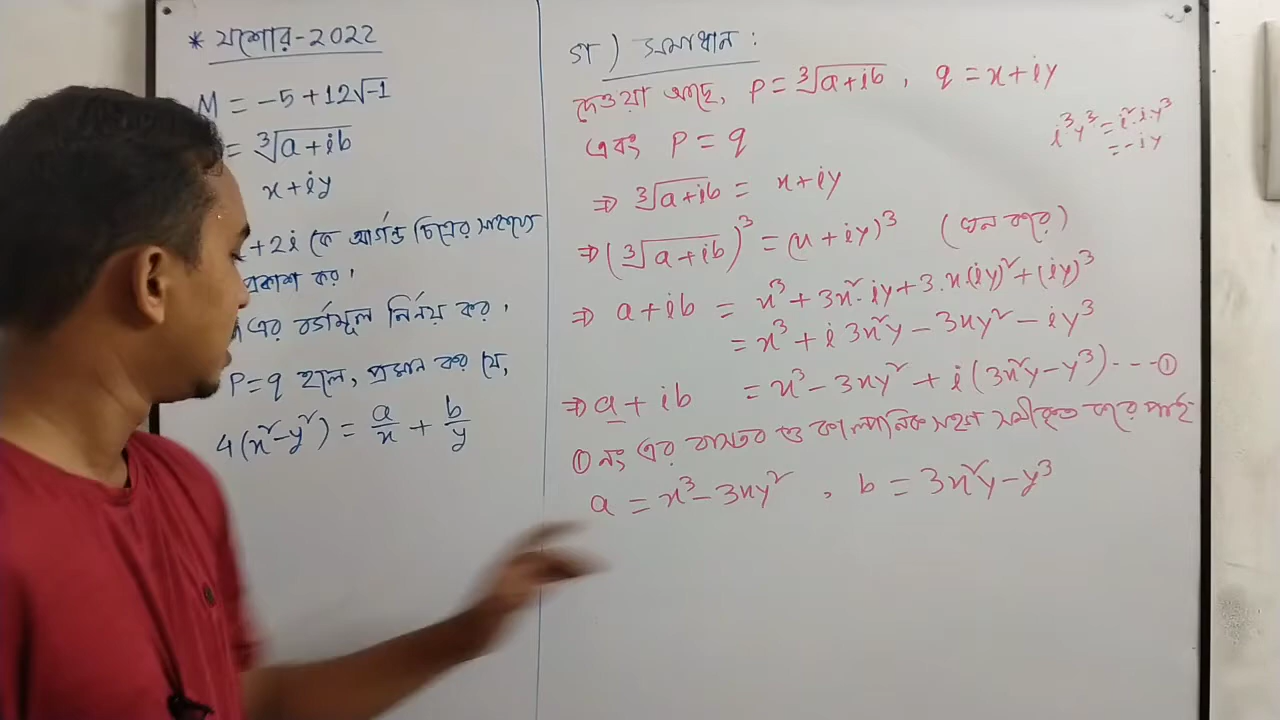 * যশোর-2022
M = -5 + 12√-1
= ∛(a+ib)
x+iy
+2i কে আর্গন্ড চিত্রের সাহায্যে
প্রকাশ কর।
এর বর্গমূল নির্নয় কর।
P=q হলে, প্রমান কর যে,
4(x²-y²) = a/x + b/y
গ) সমাধান:
দেওয়া আছে, P = ∛(a+ib), q = x+iy
এবং P = q
⇒ ∛(a+ib) = x+iy
⇒ (∛(a+ib))³ = (x+iy)³ (ঘন করে)
⇒ a+ib = x³+3x².iy+3.x.(iy)²+(iy)³
= x³+i 3x²y-3xy²-iy³
⇒ a+ib = x³-3xy²+i(3x²y-y³)----①
① নং এর বাস্তব ও কাল্পনিক অংশ সমীকৃত করে পাই:
a = x³-3xy², b = 3x²y-y³
i³y³ = i².i.y³
= -iy